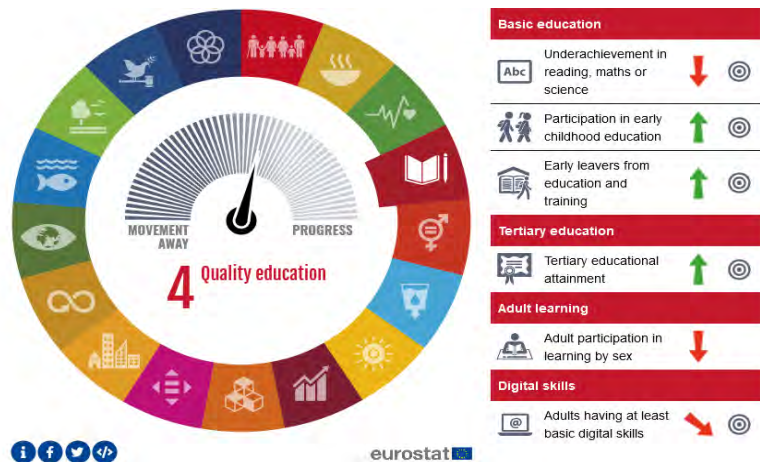 MOVEMENT
AWAY
PROGRESS
4 Quality education
eurostat
Basic education
Abc
Underachievement in
reading, maths or
science
Participation in early
childhood education
Early leavers from
education and
training
Tertiary education
Tertiary educational
attainment
Adult learning
Adult participation in
learning by sex
Digital skills
@
Adults having at least
basic digital skills